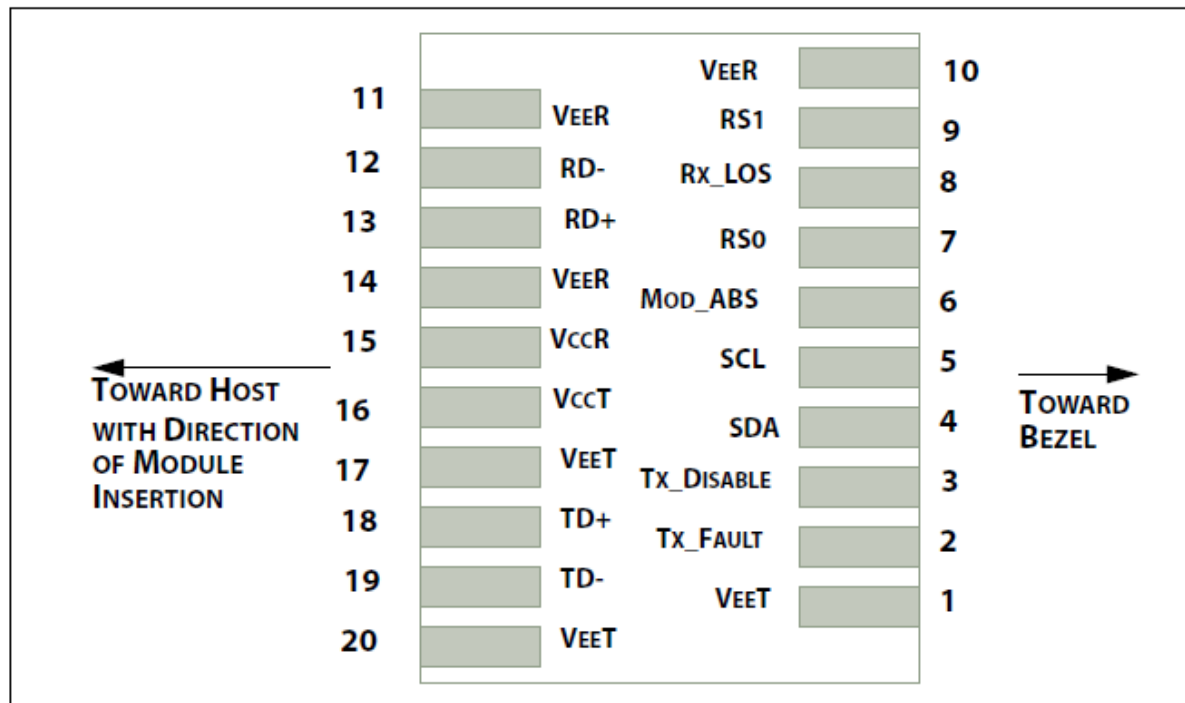 11 VEER
12 RD-
13 RD+
14 VEER
15 VCCR
16 VCCT
17 VEET
18 TD+
19 TD-
20 VEET
VEER 10
RS1 9
RX_LOS 8
RS0 7
MOD_ABS 6
SCL 5
SDA 4
TX_DISABLE 3
TX_FAULT 2
VEET 1
TOWARD HOST
WITH DIRECTION
OF MODULE
INSERTION
TOWARD
BEZEL